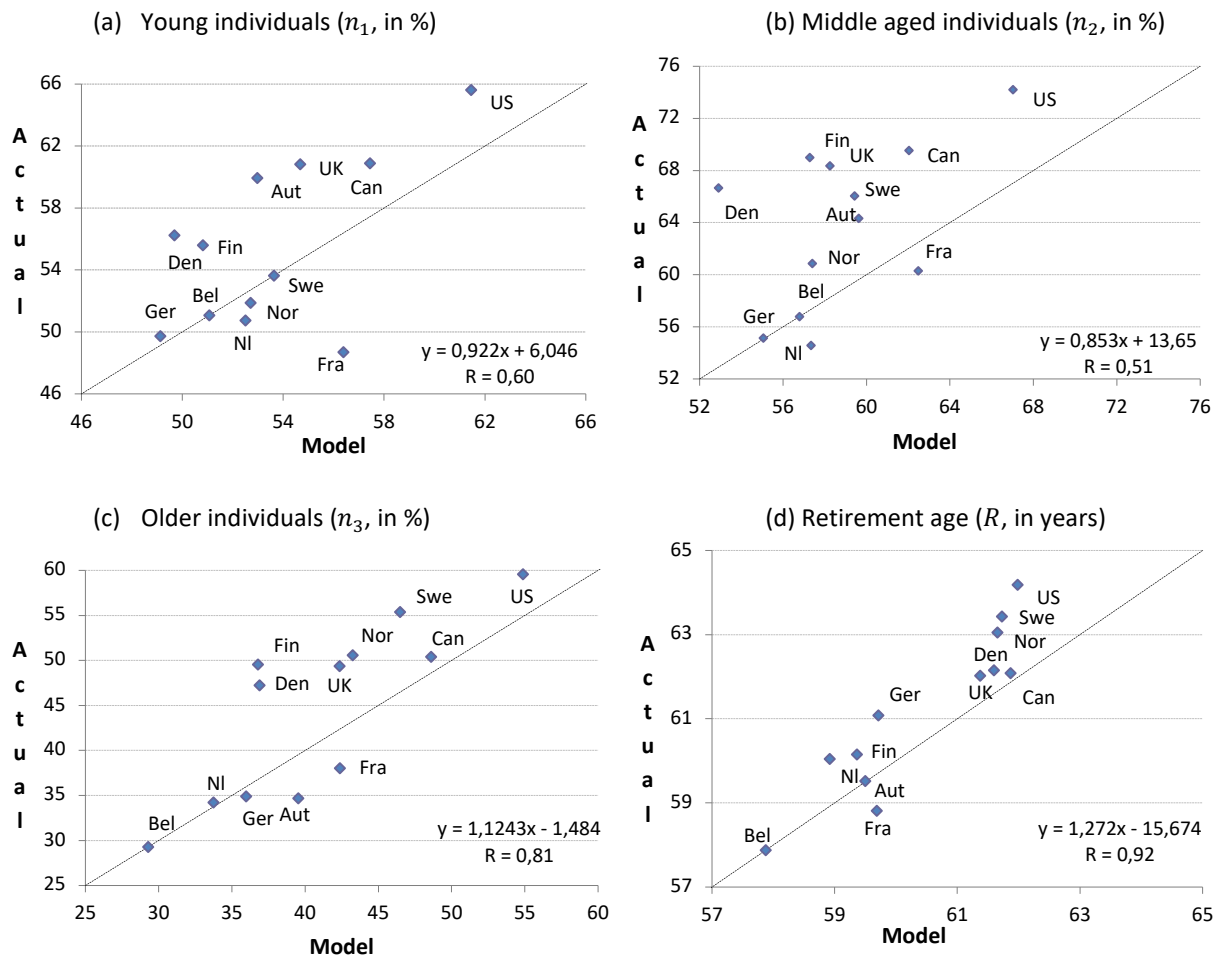 (a) Young individuals (n₁, in %)
66
62
58
54
50
46
46 50 54 58 62 66
Actual
Model
US
UK
Can
Aut
Den
Fin
Swe
Bel
Ger
Nor
Nl
Fra
y = 0,922x + 6,046
R = 0,60
(b) Middle aged individuals (n₂, in %)
76
72
68
64
60
56
52
52 56 60 64 68 72 76
Actual
Model
US
Fin
UK
Can
Swe
Den
Aut
Nor
Fra
Bel
Ger
Nl
y = 0,853x + 13,65
R = 0,51
(c) Older individuals (n₃, in %)
60
55
50
45
40
35
30
25
25 30 35 40 45 50 55 60
Actual
Model
US
Swe
Nor
Can
Fin
Den
UK
Fra
Nl
Ger
Aut
Bel
y = 1,1243x - 1,484
R = 0,81
(d) Retirement age (R, in years)
65
63
61
59
57
57 59 61 63 65
Actual
Model
US
Swe
Nor
Den
UK
Can
Ger
Fin
Nl
Aut
Fra
Bel
y = 1,272x - 15,674
R = 0,92